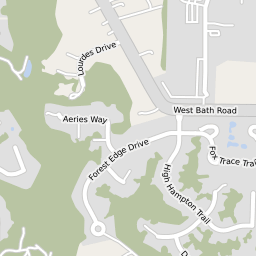 Lourdes Drive
West Bath Road
Aeries Way
Forest Edge Drive
Fox Trace Trail
High Hampton Trail